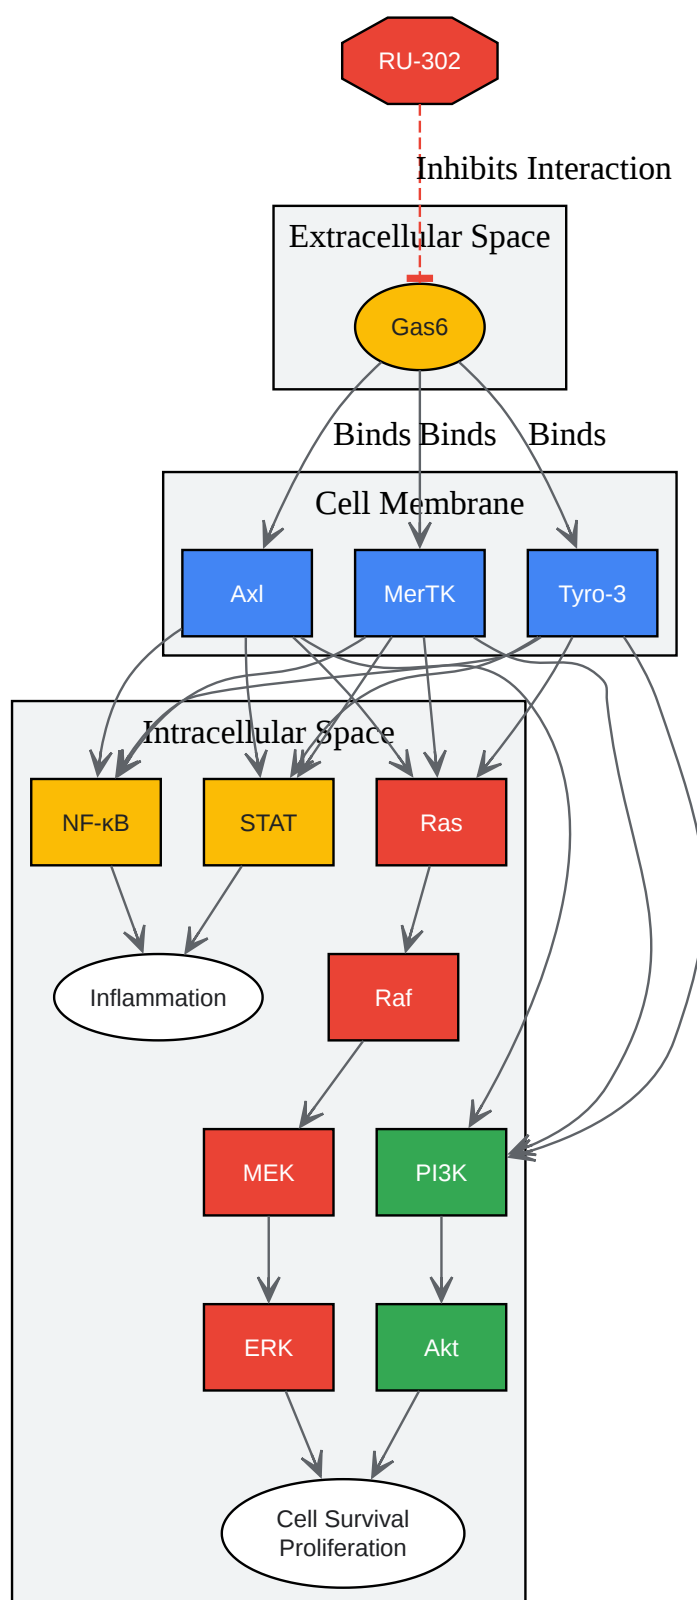 RU-302
Inhibits Interaction
Extracellular Space
Gas6
Binds Binds Binds
Cell Membrane
Axl MerTK Tyro-3
Intracellular Space
NF-κB STAT Ras
Inflammation Raf
MEK PI3K
ERK Akt
Cell Survival
Proliferation